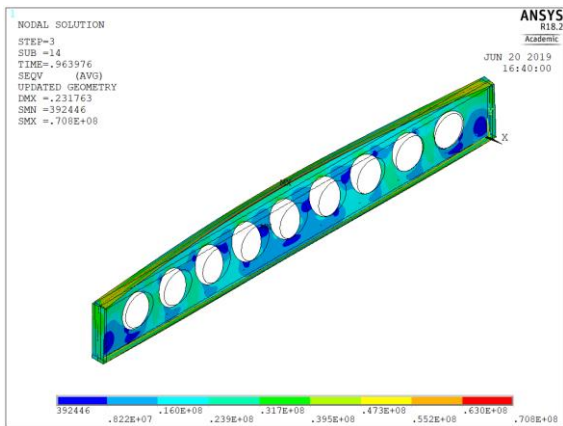 1
NODAL SOLUTION
STEP=3
SUB =14
TIME=.963976
SEQV (AVG)
UPDATED GEOMETRY
DMX =.231763
SMN =392446
SMX =.708E+08
ANSYS
R18.2
Academic
JUN 20 2019
16:40:00
MX
X
392446 .160E+08 .317E+08 .473E+08 .630E+08
.822E+07 .239E+08 .395E+08 .552E+08 .708E+08